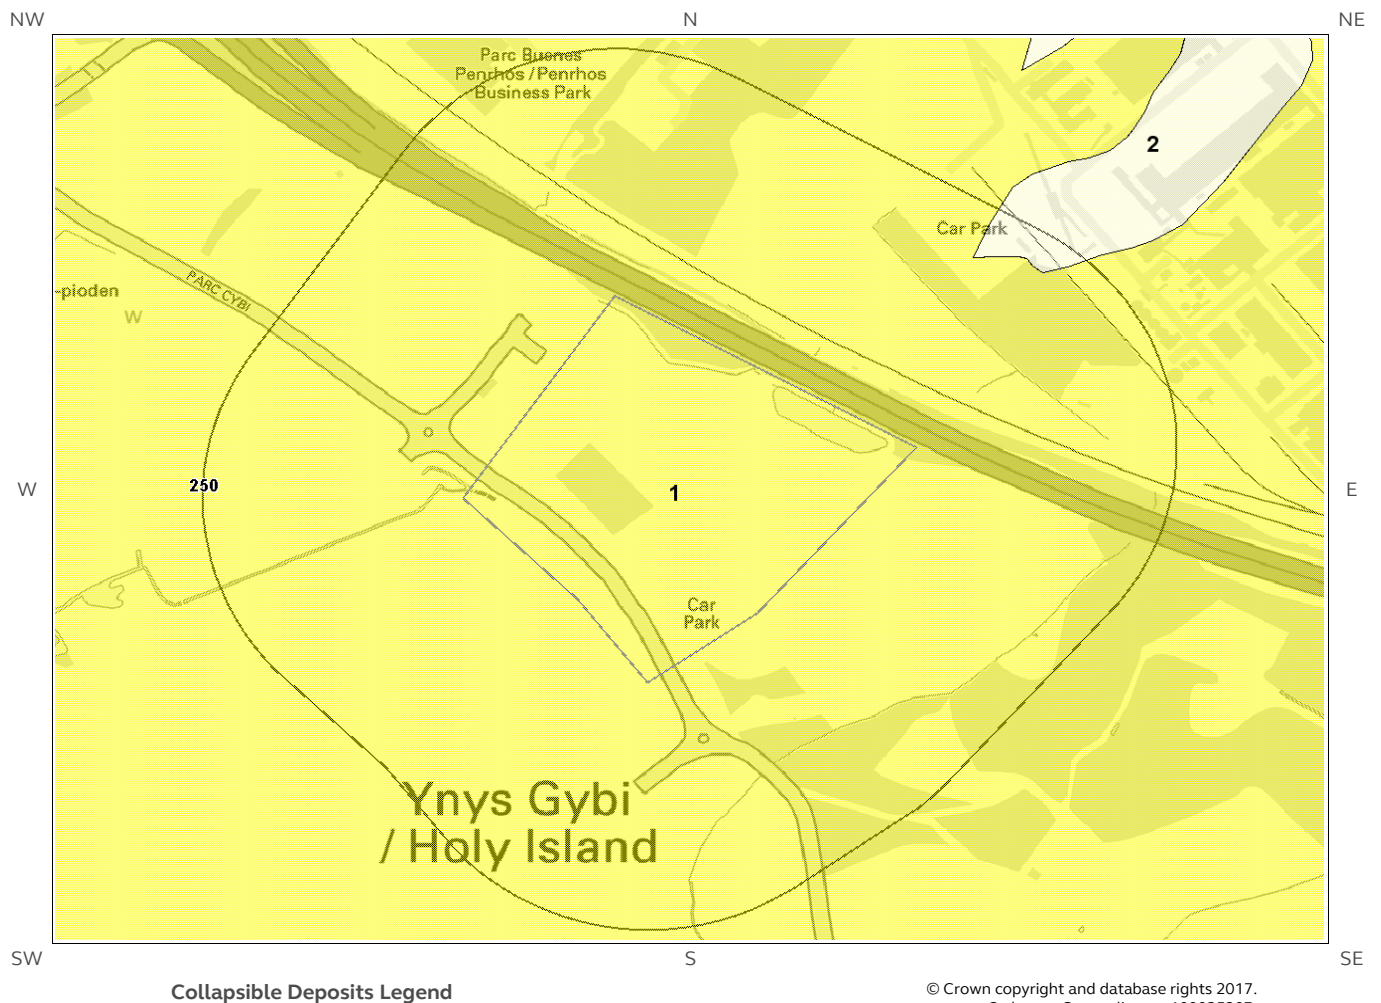 NW
N
NE
Parc Buenes
Penrhos / Penrhos
Business Park
2
Car Park
PARC CYBI
-pioden
W
W
250
1
E
Car
Park
Ynys Gybi
/ Holy Island
SW
S
SE
Collapsible Deposits Legend
© Crown copyright and database rights 2017.